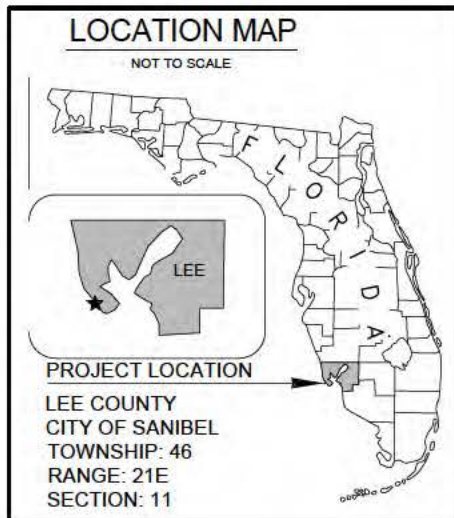 LOCATION MAP
NOT TO SCALE
FLORIDA
LEE
PROJECT LOCATION
LEE COUNTY
CITY OF SANIBEL
TOWNSHIP: 46
RANGE: 21E
SECTION: 11